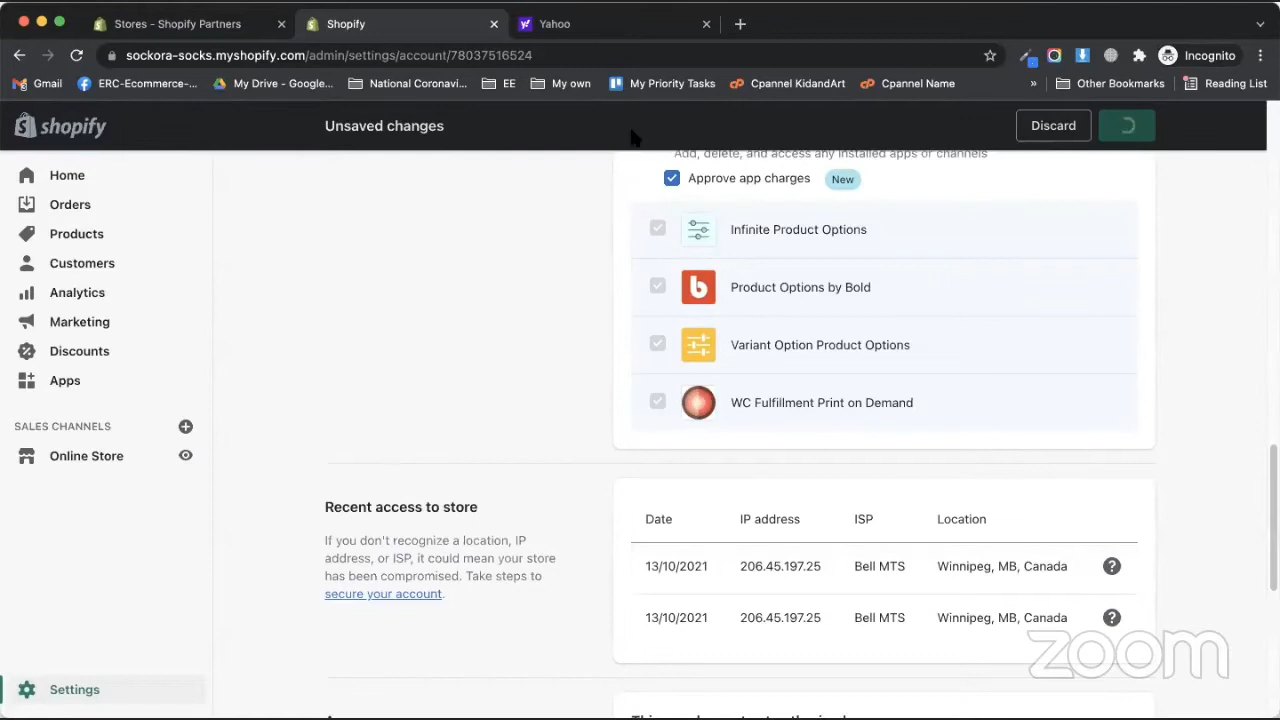 Stores - Shopify Partners
Shopify
Yahoo
sockora-socks.myshopify.com/admin/settings/account/78037516524
Incognito
Gmail
ERC-Ecommerce-...
My Drive - Google...
National Coronavi...
EE
My own
My Priority Tasks
Cpannel KidandArt
Cpannel Name
»
Other Bookmarks
Reading List
shopify
Unsaved changes
Discard
Home
Orders
Products
Customers
Analytics
Marketing
Discounts
Apps
SALES CHANNELS
Online Store
Settings
Add, delete, and access any installed apps or channels
Approve app charges New
Infinite Product Options
Product Options by Bold
Variant Option Product Options
WC Fulfillment Print on Demand
Recent access to store
If you don't recognize a location, IP
address, or ISP, it could mean your store
has been compromised. Take steps to
secure your account.
Date IP address ISP Location
13/10/2021 206.45.197.25 Bell MTS Winnipeg, MB, Canada
13/10/2021 206.45.197.25 Bell MTS Winnipeg, MB, Canada
zoom